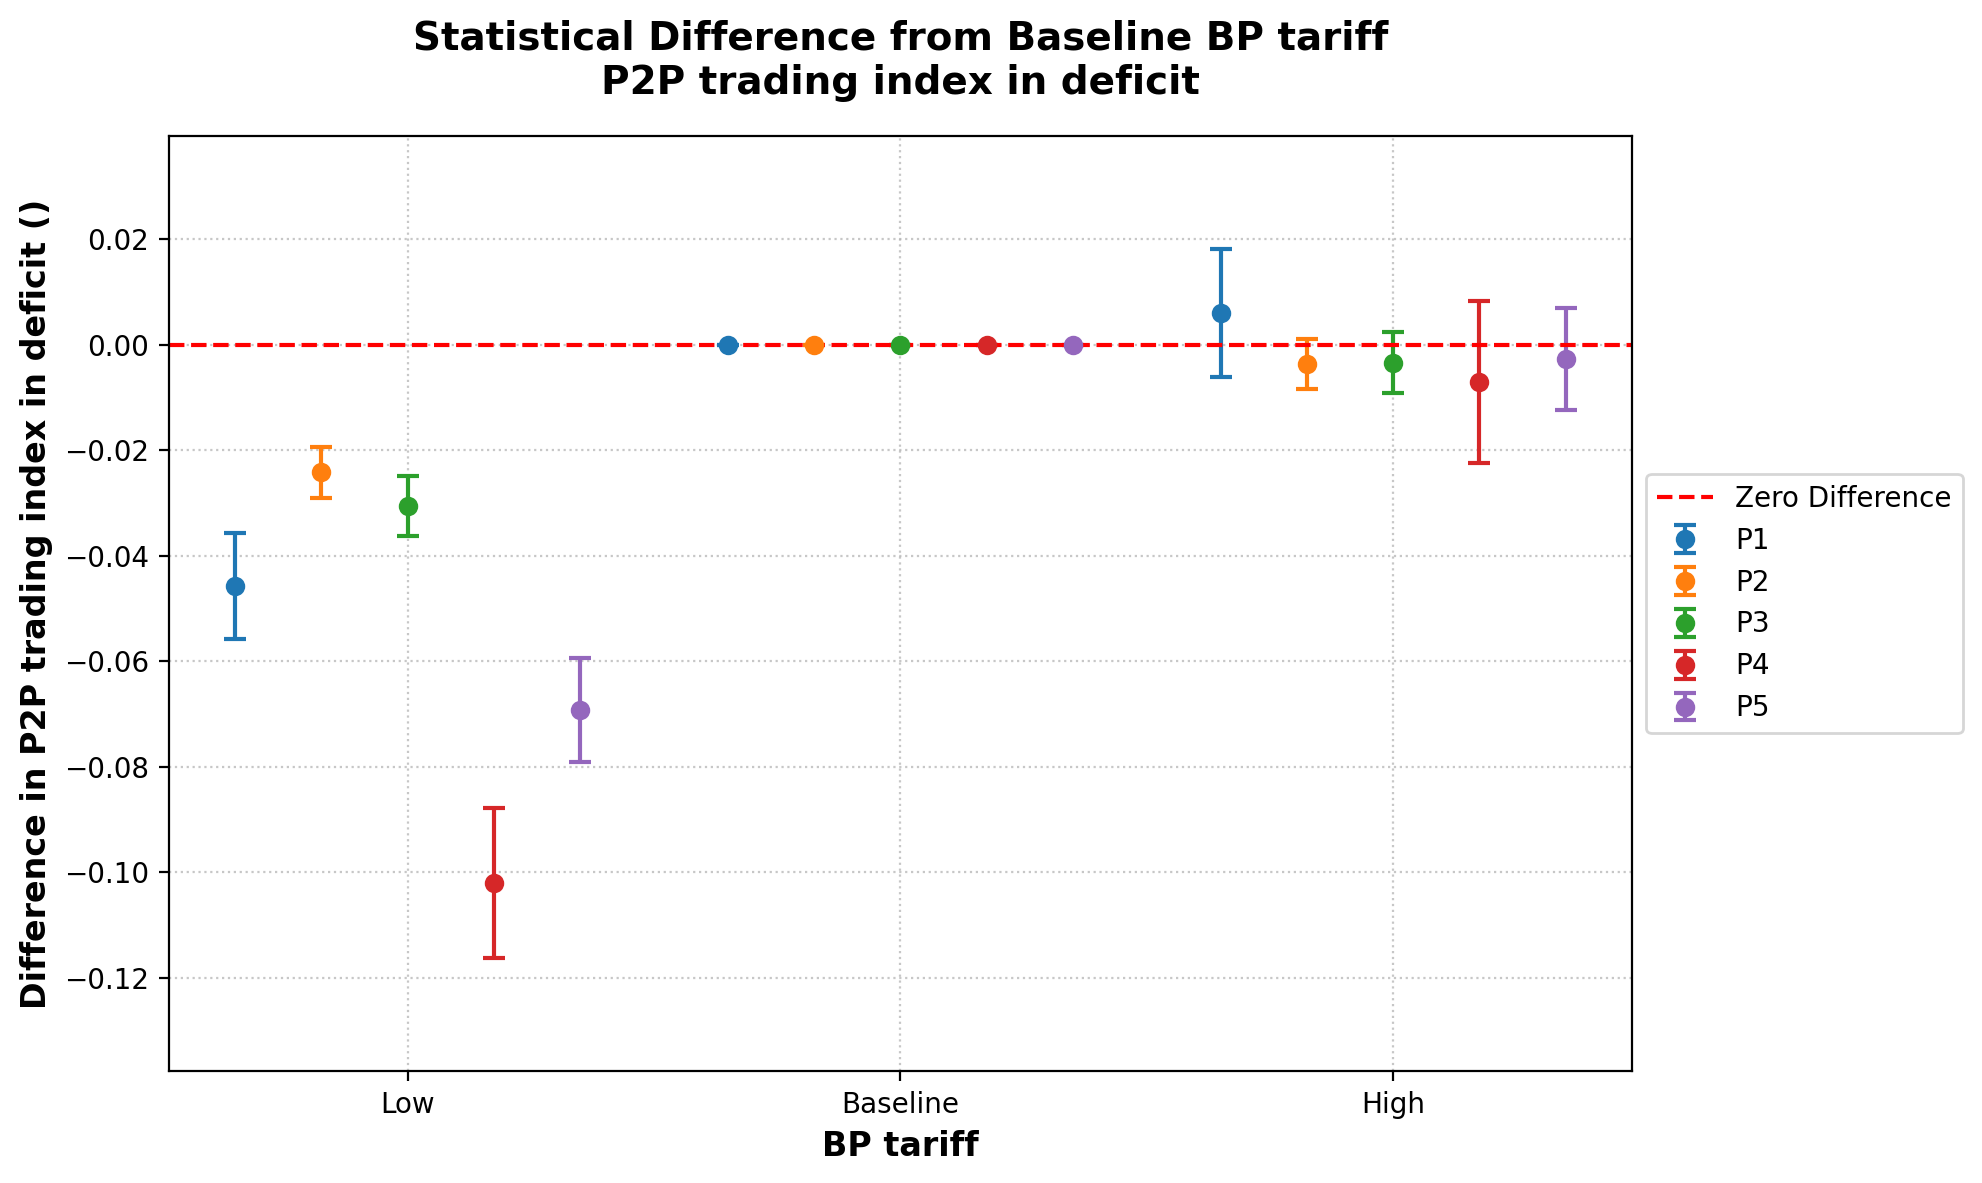 Statistical Difference from Baseline BP tariff
P2P trading index in deficit
Difference in P2P trading index in deficit ()
0.02
0.00
−0.02
−0.04
−0.06
−0.08
−0.10
−0.12
Low
Baseline
High
BP tariff
Zero Difference
P1
P2
P3
P4
P5